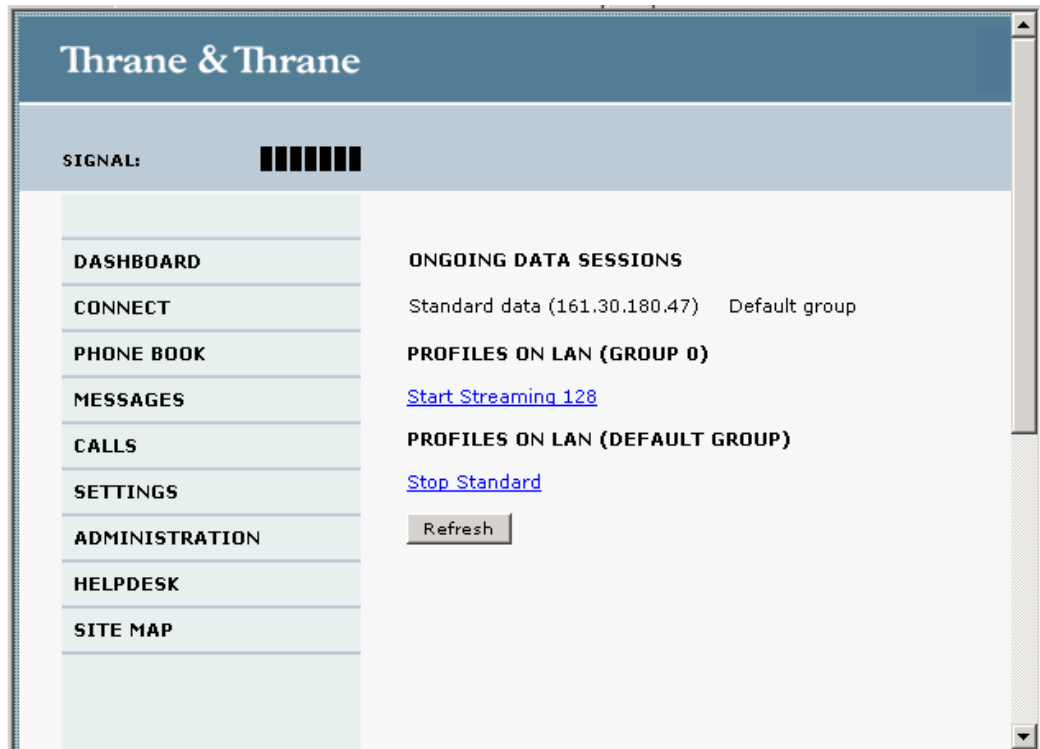 Thrane & Thrane
SIGNAL:
DASHBOARD
CONNECT
PHONE BOOK
MESSAGES
CALLS
SETTINGS
ADMINISTRATION
HELPDESK
SITE MAP
ONGOING DATA SESSIONS
Standard data (161.30.180.47) Default group
PROFILES ON LAN (GROUP 0)
Start Streaming 128
PROFILES ON LAN (DEFAULT GROUP)
Stop Standard
Refresh